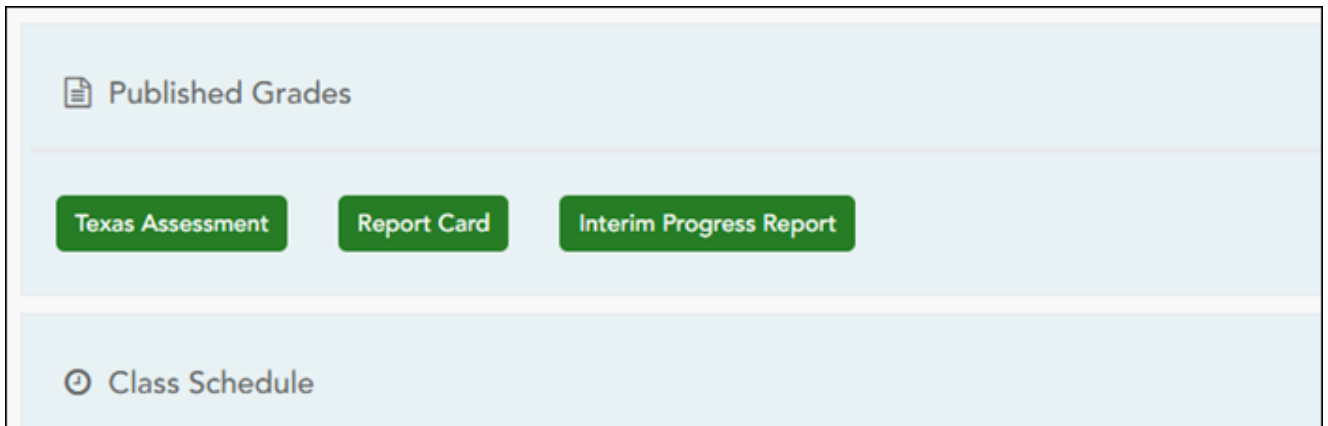 Published Grades
Texas Assessment Report Card Interim Progress Report
Class Schedule